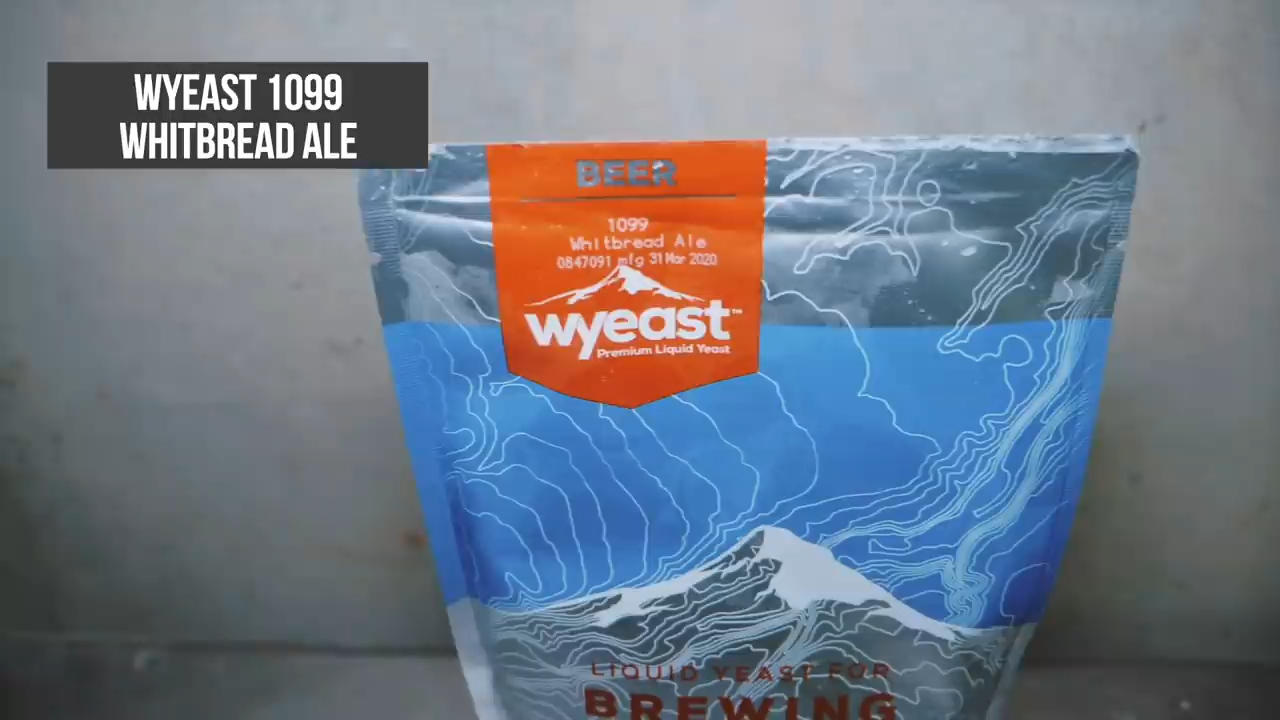 WYEAST 1099
WHITBREAD ALE
BEER
1099
Whitbread Ale
0847091 mfg 31 Mar 2020
wyeast™
Premium Liquid Yeast
LIQUID YEAST FOR
BREWING